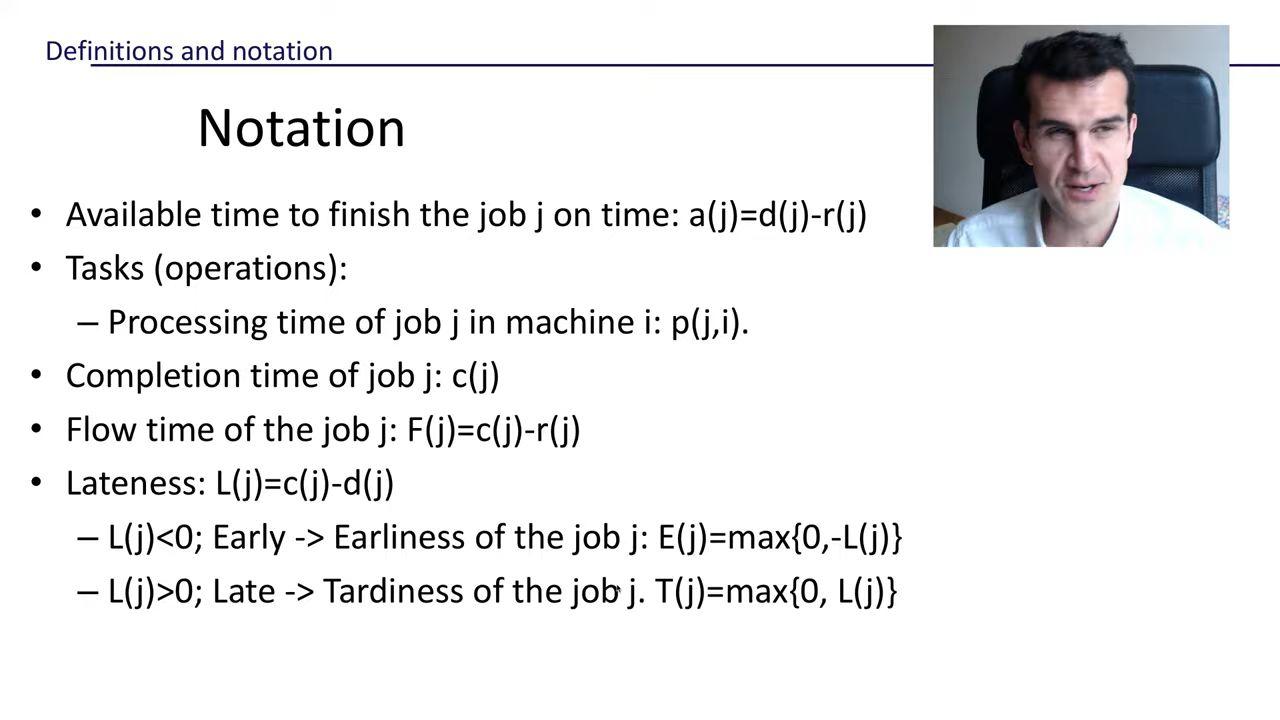 Definitions and notation
Notation
• Available time to finish the job j on time: a(j)=d(j)-r(j)
• Tasks (operations):
– Processing time of job j in machine i: p(j,i).
• Completion time of job j: c(j)
• Flow time of the job j: F(j)=c(j)-r(j)
• Lateness: L(j)=c(j)-d(j)
– L(j)<0; Early -> Earliness of the job j: E(j)=max{0,-L(j)}
– L(j)>0; Late -> Tardiness of the job j. T(j)=max{0, L(j)}